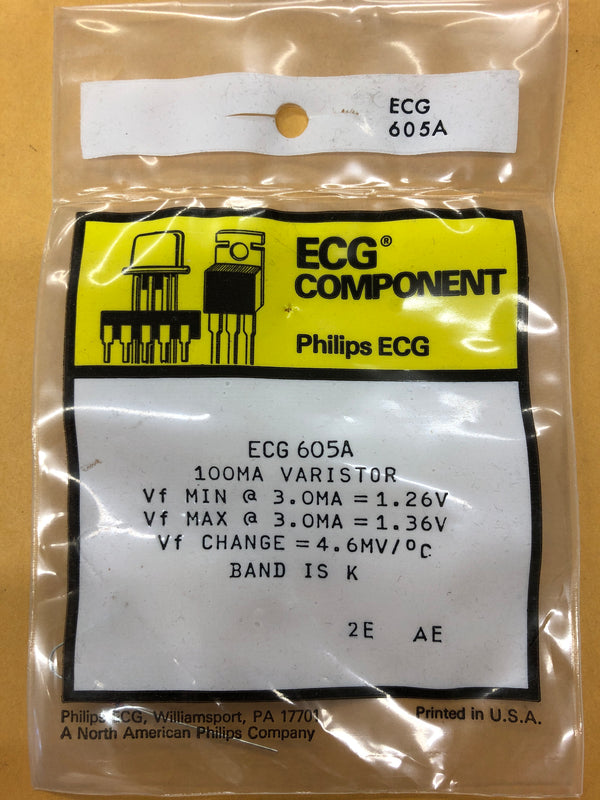 ECG
605A
ECG®
COMPONENT
Philips ECG
ECG 605A
100MA VARISTOR
Vf MIN @ 3.0MA = 1.26V
Vf MAX @ 3.0MA = 1.36V
Vf CHANGE = 4.6MV/ºC
BAND IS K
2E AE
Philips ECG, Williamsport, PA 17701 Printed in U.S.A.
A North American Philips Company